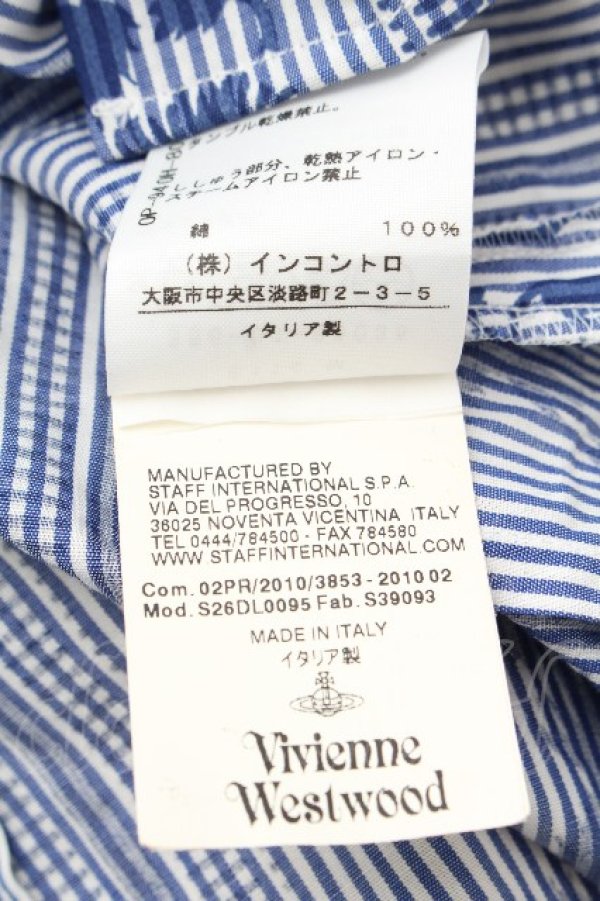 タンブル乾燥禁止。
ししゅう部分、乾熱アイロン・
スチームアイロン禁止
綿 100%
(株)インコントロ
大阪市中央区淡路町2-3-5
イタリア製
MANUFACTURED BY
STAFF INTERNATIONAL S.P.A
VIA DEL PROGRESSO, 10
36025 NOVENTA VICENTINA ITALY
TEL 0444/784500 - FAX 784580
WWW.STAFFINTERNATIONAL.COM
Com. 02PR/2010/3853 - 2010 02
Mod. S26DL0095 Fab. S39093
MADE IN ITALY
イタリア製
Vivienne
Westwood